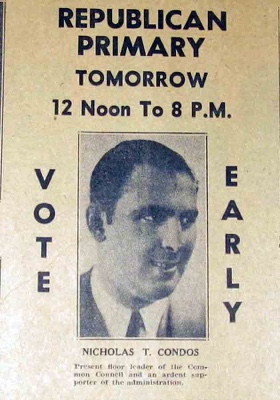 REPUBLICAN
PRIMARY
TOMORROW
12 Noon To 8 P.M.
VOTE
EARLY
NICHOLAS T. CONDOS
Present floor leader of the Com-
mon Council and an ardent sup-
porter of the administration.